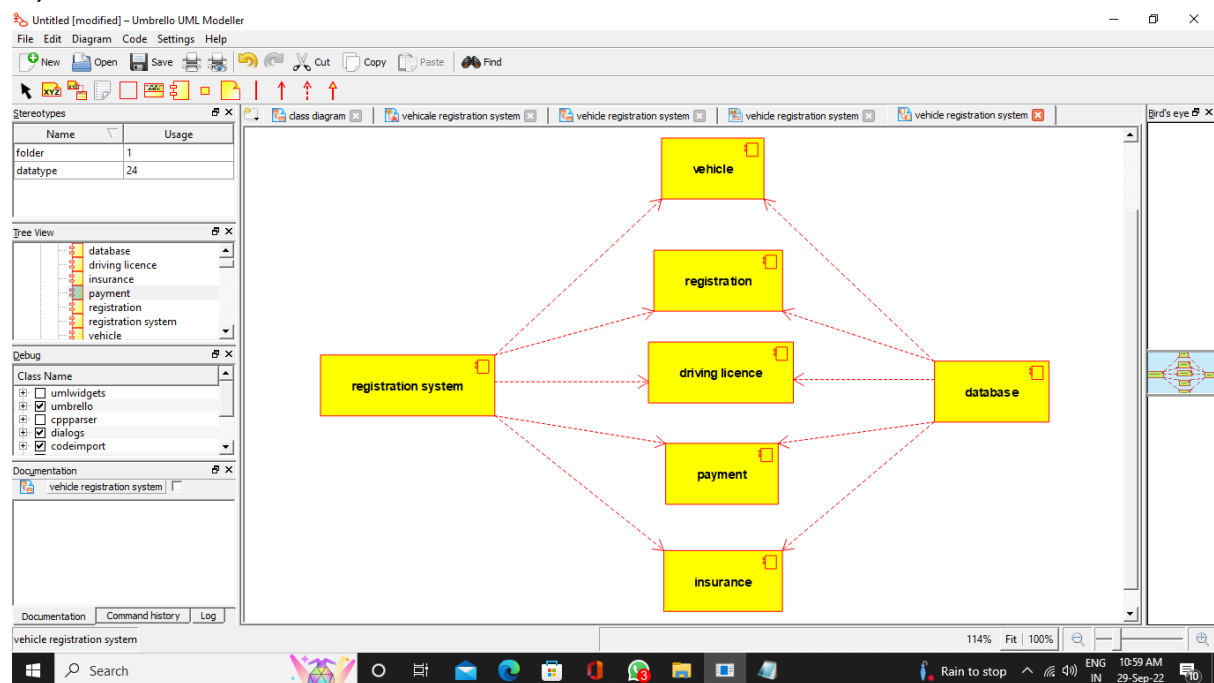 Untitled [modified] – Umbrello UML Modeller
File Edit Diagram Code Settings Help
New Open Save Cut Copy Paste Find
XYZ
Stereotypes
class diagram
vehicale registration system
vehicle registration system
vehicle registration system
vehicle registration system
Bird's eye
Name Usage
folder 1
datatype 24
Tree View
database
driving licence
insurance
payment
registration
registration system
vehicle
Debug
Class Name
umlwidgets
umbrello
cppparser
dialogs
codeimport
Documentation
vehicle registration system
Documentation Command history Log
vehicle
registration
driving licence
registration system
database
payment
insurance
vehicle registration system
114% Fit 100%
Search
3
Rain to stop
ENG
IN
10:59 AM
29-Sep-22
10